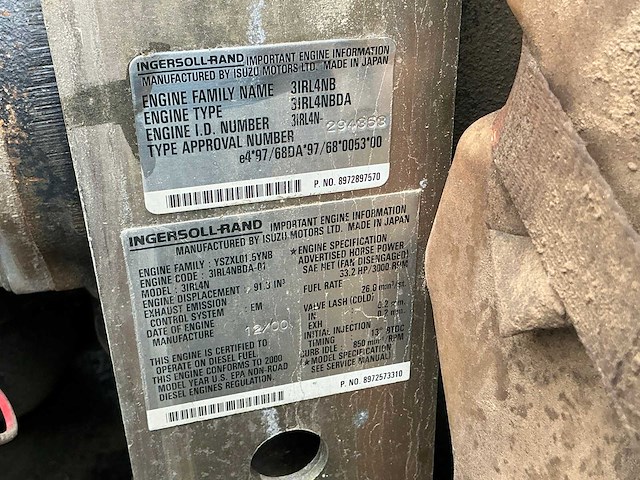 INGERSOLL-RAND IMPORTANT ENGINE INFORMATION
MANUFACTURED BY ISUZU MOTORS LTD. MADE IN JAPAN
ENGINE FAMILY NAME 3IRL4NB
ENGINE TYPE 3IRL4NBDA
ENGINE I.D. NUMBER 3IRL4N- 294353
TYPE APPROVAL NUMBER
e4*97/68DA*97/68*0053*00
P. NO. 8972897570
INGERSOLL-RAND IMPORTANT ENGINE INFORMATION
MANUFACTURED BY ISUZU MOTORS LTD. MADE IN JAPAN
ENGINE FAMILY : YSZXL01.5YNB
ENGINE CODE : 3IRL4NBDA-01
MODEL : 3IRL4N
ENGINE DISPLACEMENT : 91.3 IN³
EXHAUST EMISSION
CONTROL SYSTEM : EM
DATE OF ENGINE
MANUFACTURE 12/00
THIS ENGINE IS CERTIFIED TO
OPERATE ON DIESEL FUEL.
THIS ENGINE CONFORMS TO 2000
MODEL YEAR U.S. EPA NON-ROAD
DIESEL ENGINES REGULATION.
★ENGINE SPECIFICATION
ADVERTISED HORSE POWER
SAE NET (FAN DISENGAGED)
33.2 HP/3000 RPM
FUEL RATE 26.0 mm³/st.
VALVE LASH (COLD)
IN 0.2 mm
EXH 0.2 mm
INITIAL INJECTION
TIMING 13° BTDC
CURB IDLE 850 min⁻¹/RPM
★(MODEL SPECIFICATION,
SEE SERVICE MANUAL)
P. NO. 8972573310